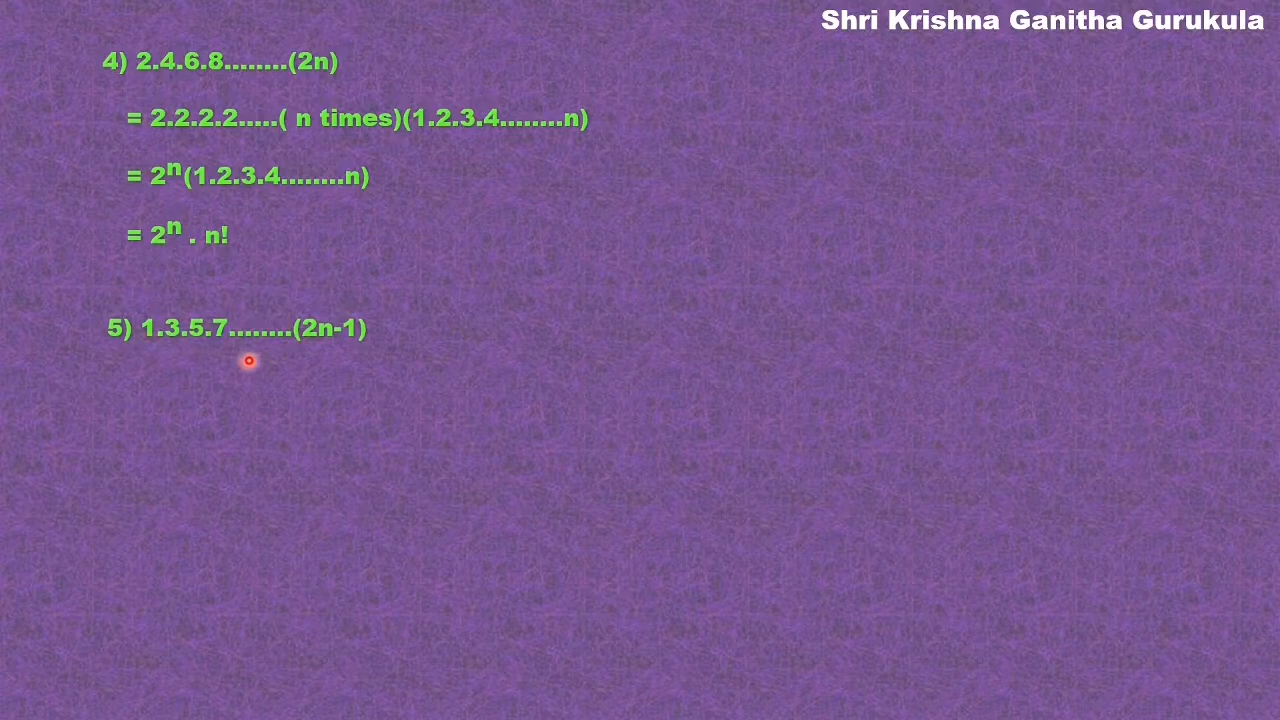 Shri Krishna Ganitha Gurukula
4) 2.4.6.8........(2n)
= 2.2.2.2.....( n times)(1.2.3.4........n)
= 2ⁿ(1.2.3.4........n)
= 2ⁿ . n!
5) 1.3.5.7........(2n-1)